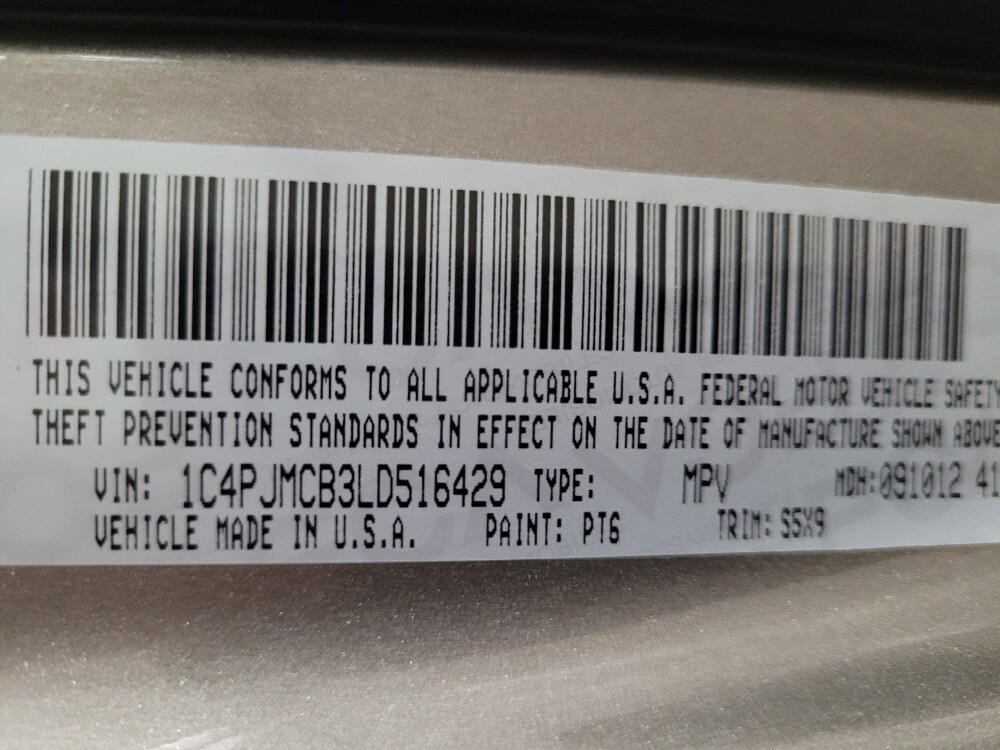 THIS VEHICLE CONFORMS TO ALL APPLICABLE U.S.A. FEDERAL MOTOR VEHICLE SAFETY
THEFT PREVENTION STANDARDS IN EFFECT ON THE DATE OF MANUFACTURE SHOWN ABOVE
VIN: 1C4PJMCB3LD516429 TYPE: MPV MDH:091012 41
VEHICLE MADE IN U.S.A. PAINT: PT6 TRIM: S5X9